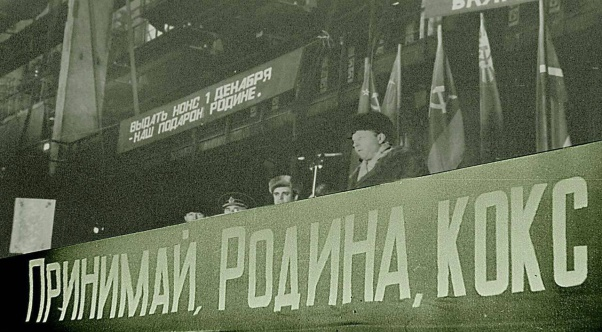 ВЫДАТЬ КОКС 1 ДЕКАБРЯ
-НАШ ПОДАРОК РОДИНЕ.
ПРИНИМАЙ, РОДИНА, КОКС